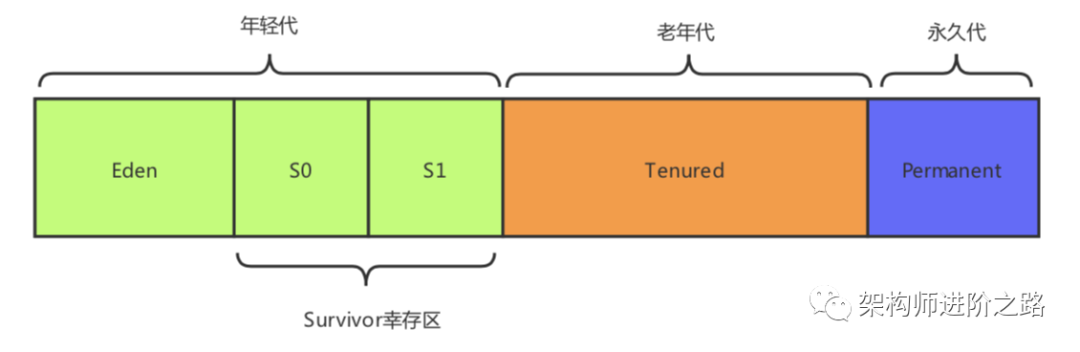 年轻代
老年代
永久代
Eden
S0
S1
Tenured
Permanent
Survivor幸存区
架构师进阶之路